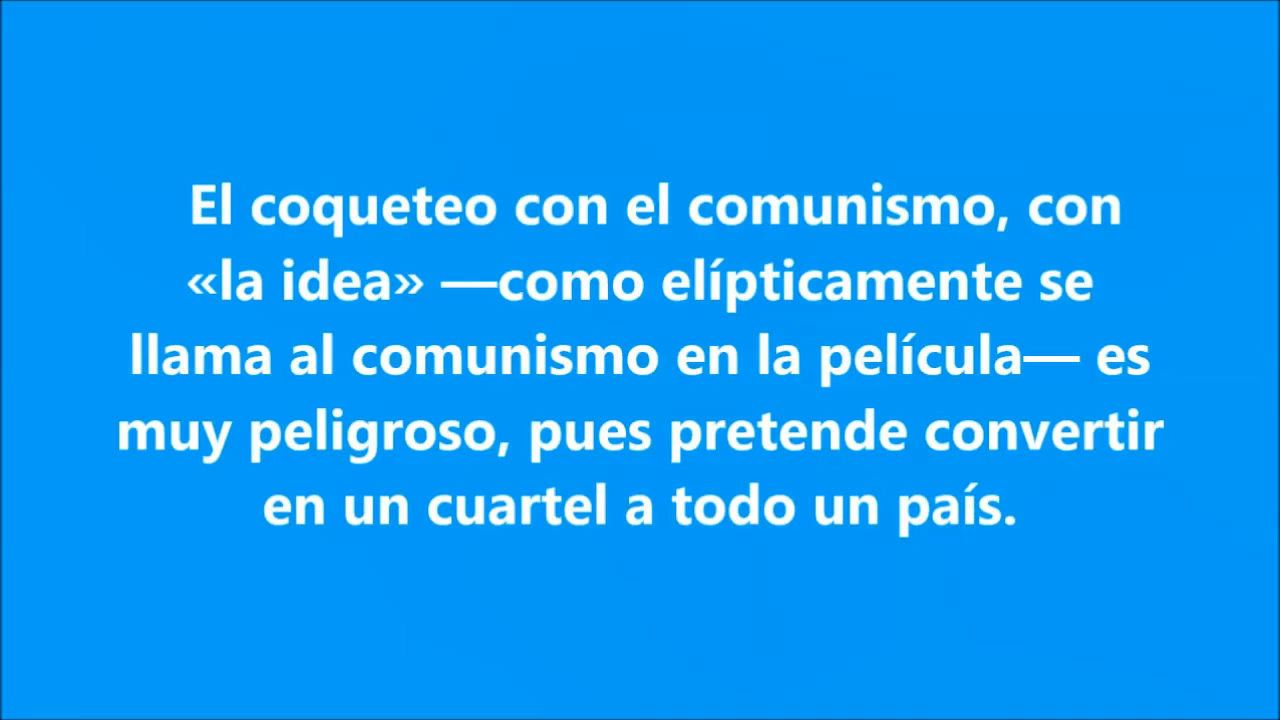 El coqueteo con el comunismo, con
«la idea» —como elípticamente se
llama al comunismo en la película— es
muy peligroso, pues pretende convertir
en un cuartel a todo un país.